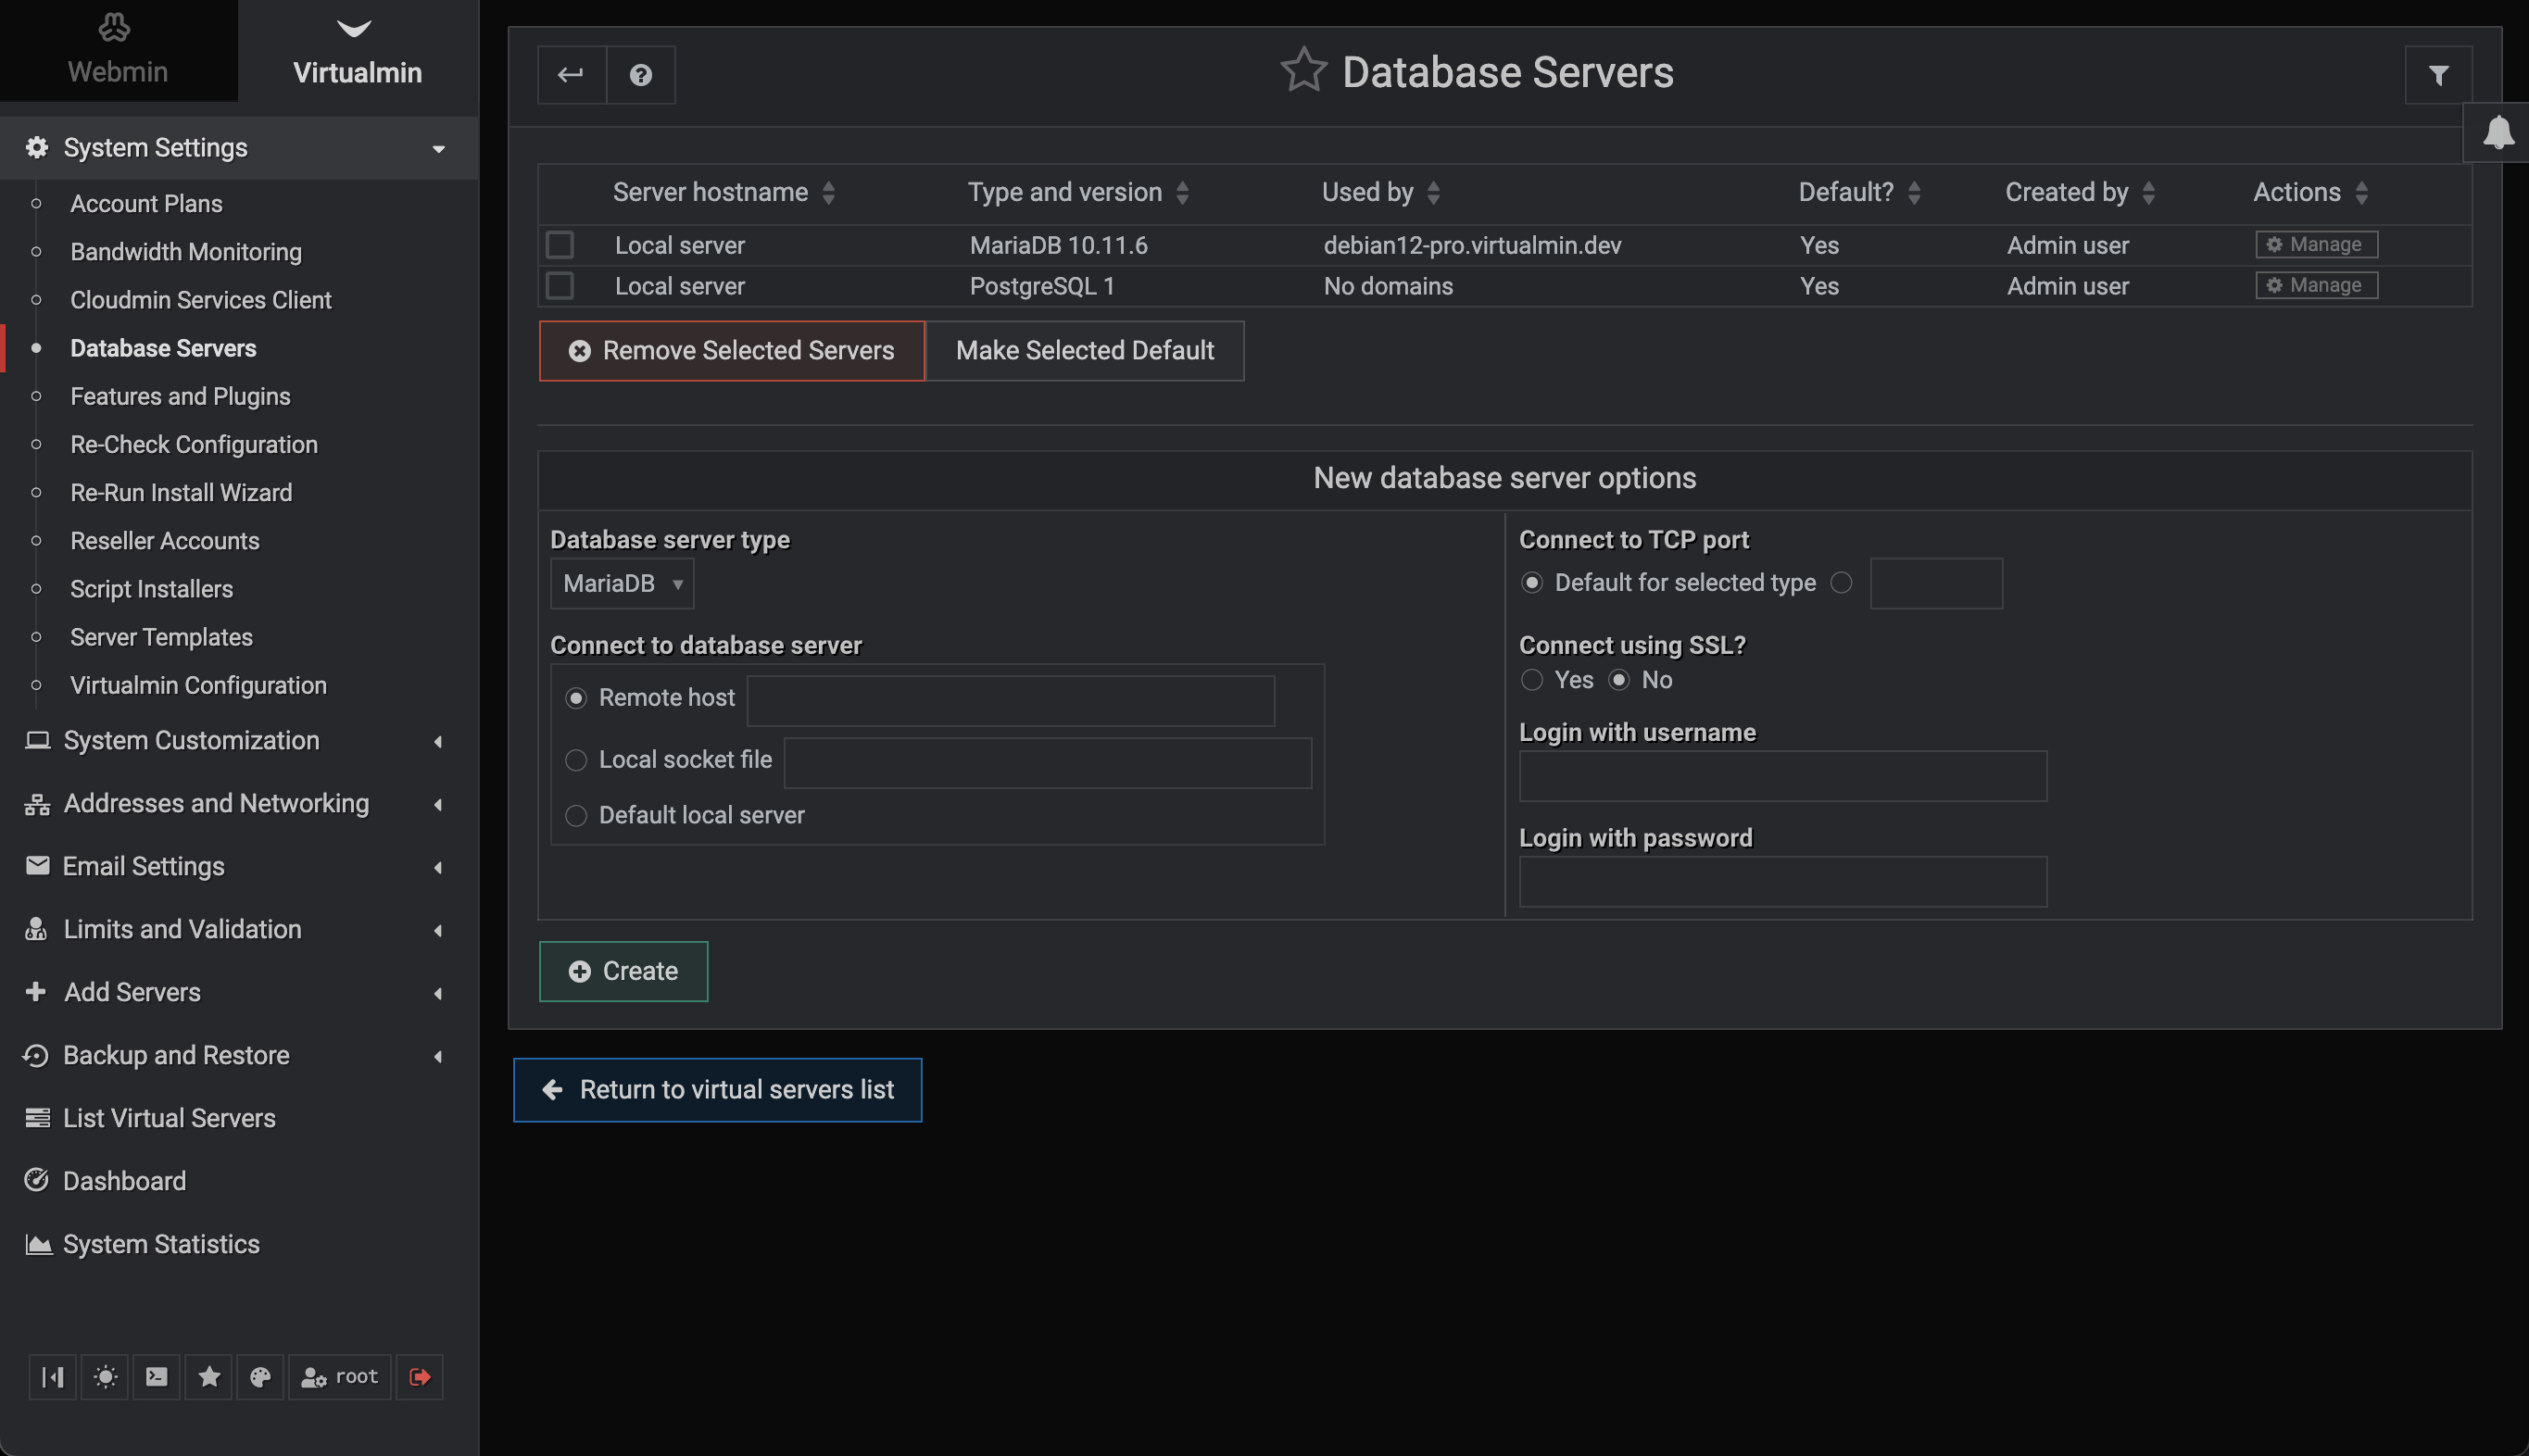 Webmin
Virtualmin
System Settings
Account Plans
Bandwidth Monitoring
Cloudmin Services Client
Database Servers
Features and Plugins
Re-Check Configuration
Re-Run Install Wizard
Reseller Accounts
Script Installers
Server Templates
Virtualmin Configuration
System Customization
Addresses and Networking
Email Settings
Limits and Validation
Add Servers
Backup and Restore
List Virtual Servers
Dashboard
System Statistics
root
Database Servers
Server hostname Type and version Used by Default? Created by Actions
Local server MariaDB 10.11.6 debian12-pro.virtualmin.dev Yes Admin user Manage
Local server PostgreSQL 1 No domains Yes Admin user Manage
Remove Selected Servers Make Selected Default
New database server options
Database server type
MariaDB
Connect to database server
Remote host
Local socket file
Default local server
Connect to TCP port
Default for selected type
Connect using SSL?
Yes No
Login with username
Login with password
Create
Return to virtual servers list